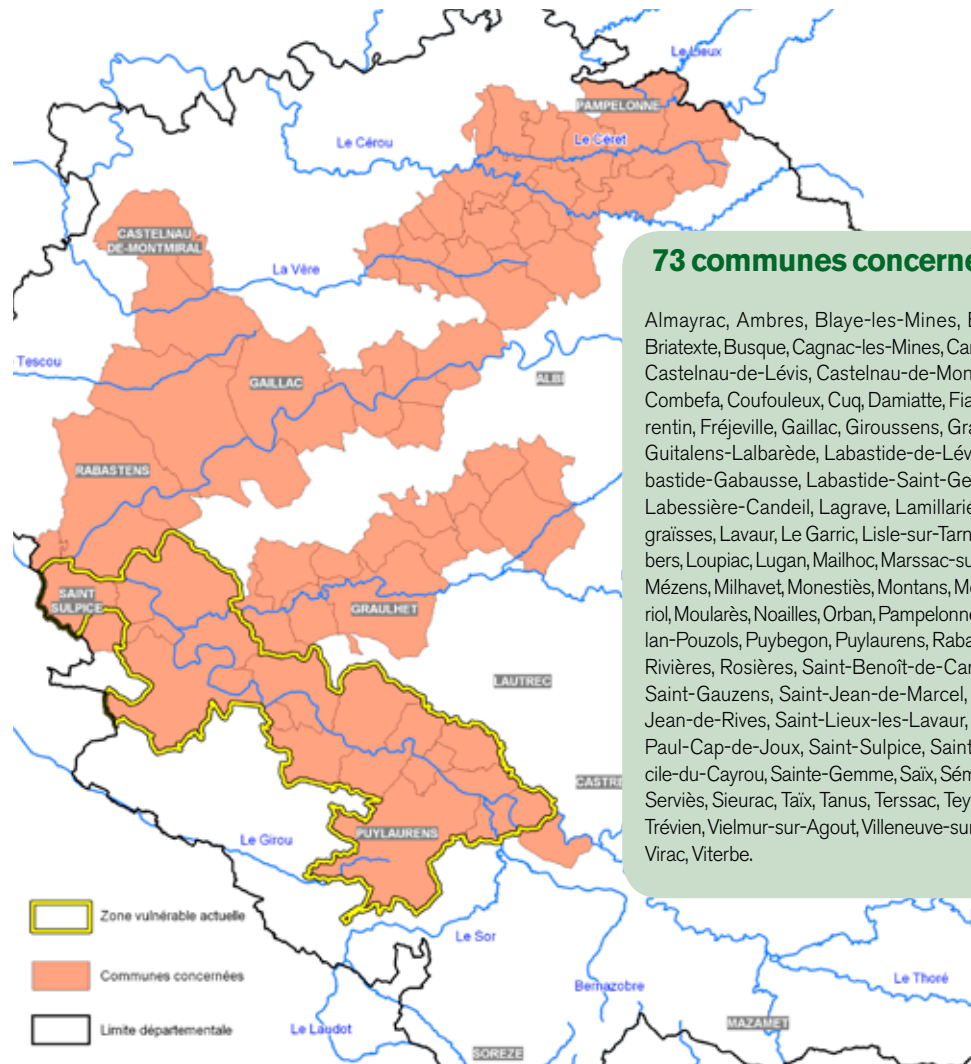 Le Lieux
PAMPELONNE
Le Cérou
Le Céret
CASTELNAU
DE-MONTMIRAL
La Vère
Tescou
GAILLAC
ALBI
RABASTENS
SAINT
SULPICE
GRAULHET
LAUTREC
CASTRE
PUYLAURENS
Le Girou
Le Sor
Bernazobre
Le Thoré
Le Laudot
MAZAMET
SOREZE
Zone vulnérable actuelle
Communes concernées
Limite départementale
73 communes concerne
Almayrac, Ambres, Blaye-les-Mines,
Briatexte, Busque, Cagnac-les-Mines, Car
Castelnau-de-Lévis, Castelnau-de-Mon
Combefa, Coufouleux, Cuq, Damiatte, Fia
rentin, Fréjeville, Gaillac, Giroussens, Gra
Guitalens-Lalbarède, Labastide-de-Lév
bastide-Gabausse, Labastide-Saint-Ge
Labessière-Candeil, Lagrave, Lamillarie
graïsses, Lavaur, Le Garric, Lisle-sur-Tarn
bers, Loupiac, Lugan, Mailhoc, Marssac-su
Mézens, Milhavet, Monestiès, Montans, Mo
riol, Moularès, Noailles, Orban, Pampelonne
lan-Pouzols, Puybegon, Puylaurens, Raba
Rivières, Rosières, Saint-Benoît-de-Car
Saint-Gauzens, Saint-Jean-de-Marcel,
Jean-de-Rives, Saint-Lieux-les-Lavaur,
Paul-Cap-de-Joux, Saint-Sulpice, Saint
cile-du-Cayrou, Sainte-Gemme, Saïx, Sém
Serviès, Sieurac, Taïx, Tanus, Terssac, Tey
Trévien, Vielmur-sur-Agout, Villeneuve-sur
Virac, Viterbe.